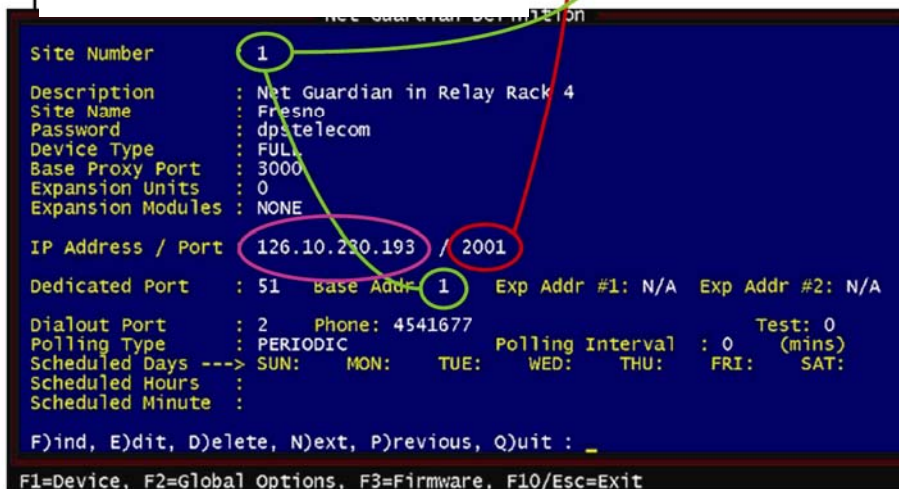 Net Guardian Definition
Site Number : 1
Description : Net Guardian in Relay Rack 4
Site Name : Fresno
Password : dpstelecom
Device Type : FULL
Base Proxy Port : 3000
Expansion Units : 0
Expansion Modules : NONE
IP Address / Port : 126.10.230.193 / 2001
Dedicated Port : 51 Base Addr 1 Exp Addr #1: N/A Exp Addr #2: N/A
Dialout Port : 2 Phone: 4541677 Test: 0
Polling Type : PERIODIC Polling Interval : 0 (mins)
Scheduled Days ---> SUN: MON: TUE: WED: THU: FRI: SAT:
Scheduled Hours :
Scheduled Minute :
F)ind, E)dit, D)elete, N)ext, P)revious, Q)uit : _
F1=Device, F2=Global Options, F3=Firmware, F10/Esc=Exit